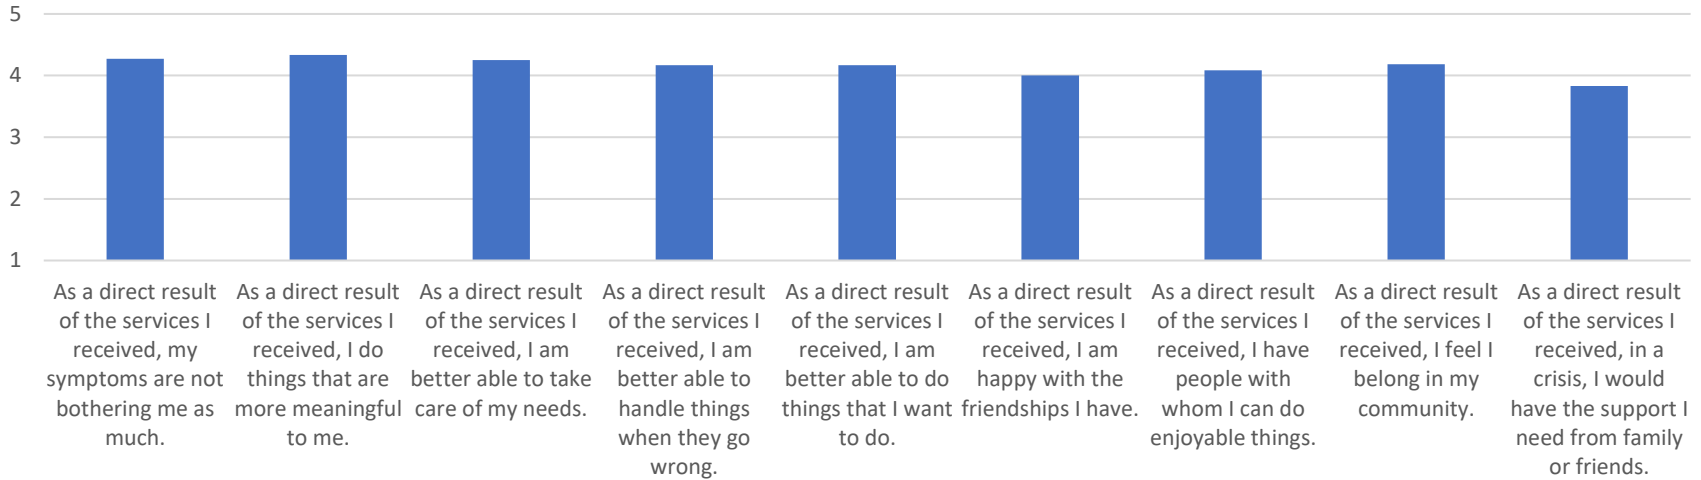 5
4
3
2
1
As a direct result
of the services I
received, my
symptoms are not
bothering me as
much.
As a direct result
of the services I
received, I do
things that are
more meaningful
to me.
As a direct result
of the services I
received, I am
better able to take
care of my needs.
As a direct result
of the services I
received, I am
better able to
handle things
when they go
wrong.
As a direct result
of the services I
received, I am
better able to do
things that I want
to do.
As a direct result
of the services I
received, I am
happy with the
friendships I have.
As a direct result
of the services I
received, I have
people with
whom I can do
enjoyable things.
As a direct result
of the services I
received, I feel I
belong in my
community.
As a direct result
of the services I
received, in a
crisis, I would
have the support I
need from family
or friends.